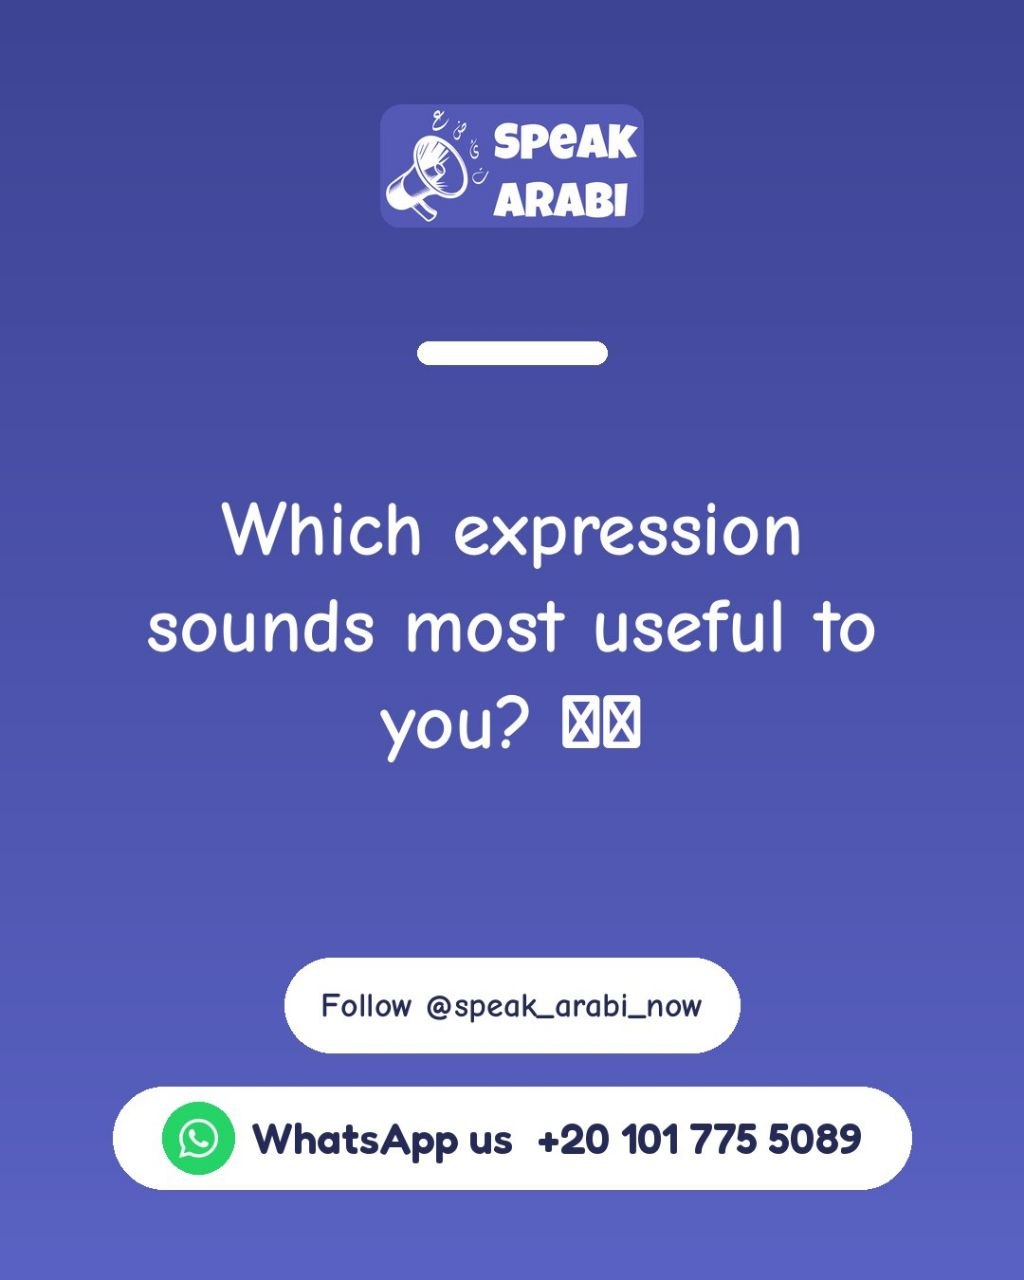 SPEAK
ARABI
Which expression
sounds most useful to
you?
Follow @speak_arabi_now
WhatsApp us +20 101 775 5089